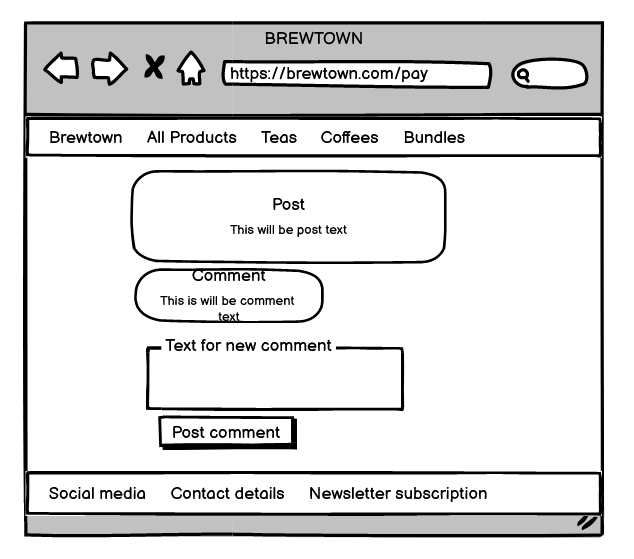 BREWTOWN
https://brewtown.com/pay
Brewtown All Products Teas Coffees Bundles
Post
This will be post text
Comment
This is will be comment
text
Text for new comment
Post comment
Social media Contact details Newsletter subscription